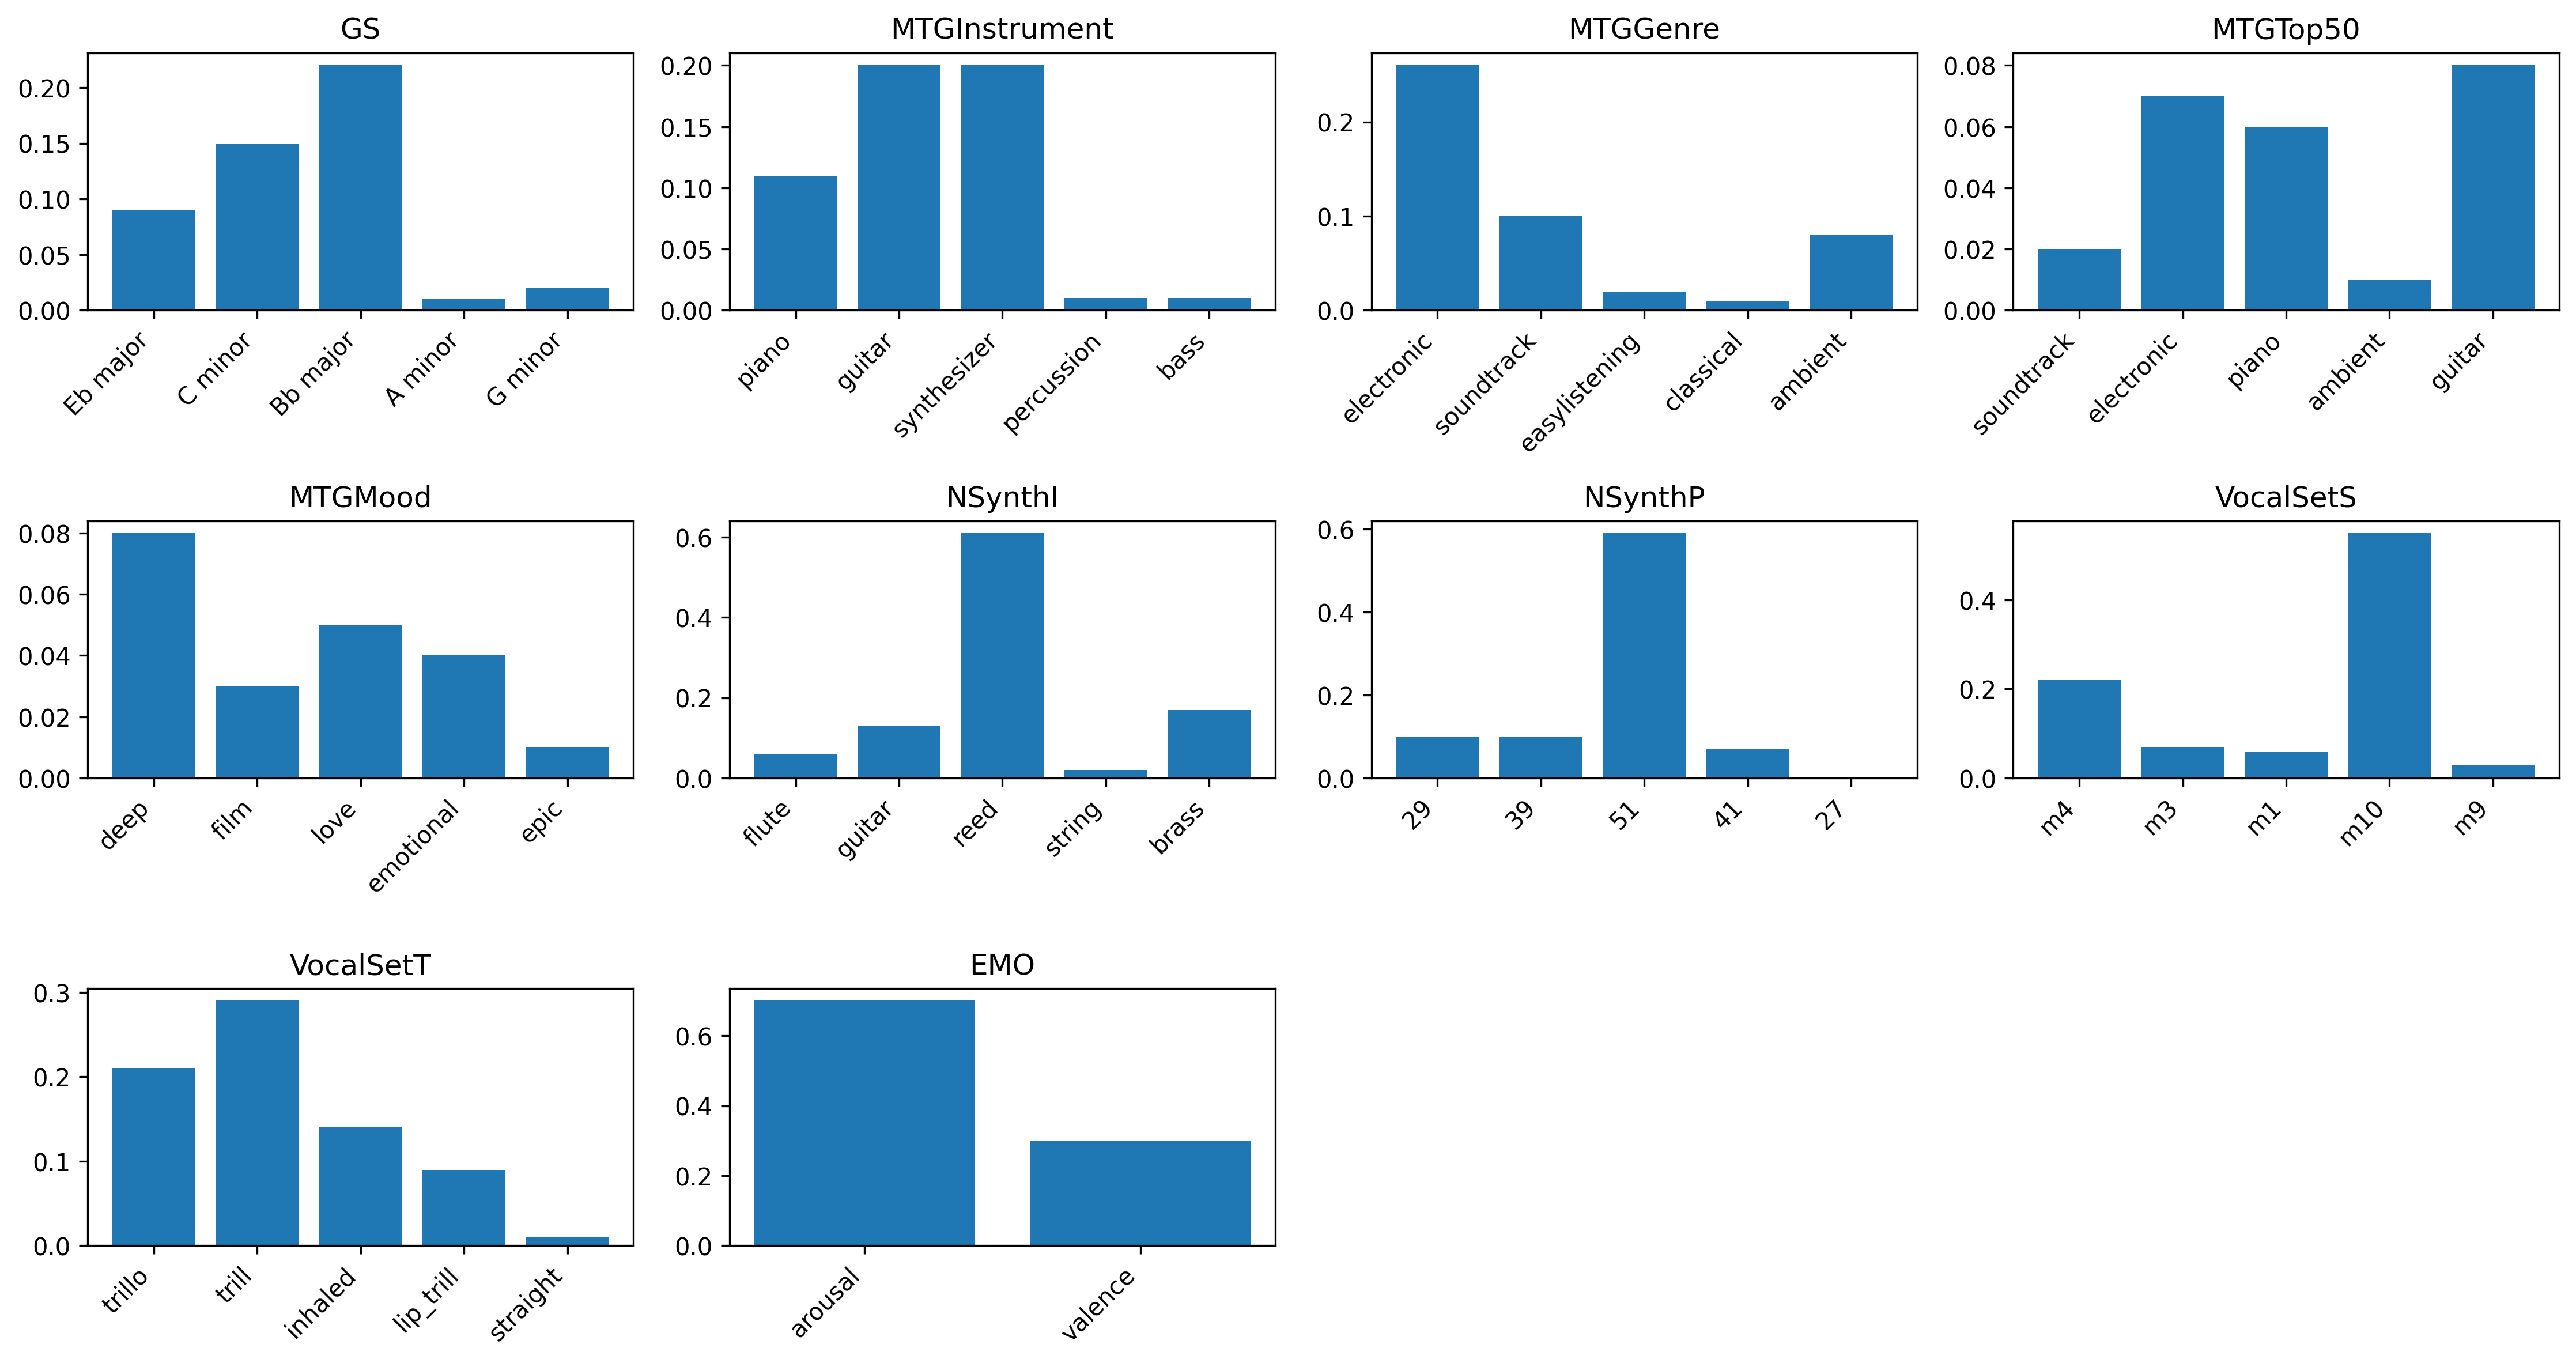 GS
0.20
0.15
0.10
0.05
0.00
Eb major
C minor
Bb major
A minor
G minor
MTGInstrument
0.20
0.15
0.10
0.05
0.00
piano
guitar
synthesizer
percussion
bass
MTGGenre
0.2
0.1
0.0
electronic
soundtrack
easylistening
classical
ambient
MTGTop50
0.08
0.06
0.04
0.02
0.00
soundtrack
electronic
piano
ambient
guitar
MTGMood
0.08
0.06
0.04
0.02
0.00
deep
film
love
emotional
epic
NSynthI
0.6
0.4
0.2
0.0
flute
guitar
reed
string
brass
NSynthP
0.6
0.4
0.2
0.0
29
39
51
41
27
VocalSetS
0.4
0.2
0.0
m4
m3
m1
m10
m9
VocalSetT
0.3
0.2
0.1
0.0
trillo
trill
inhaled
lip_trill
straight
EMO
0.6
0.4
0.2
0.0
arousal
valence